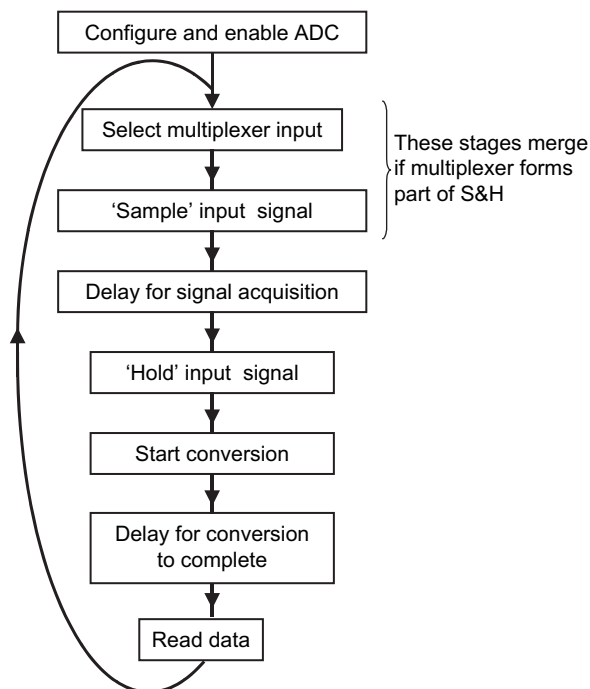 Configure and enable ADC
Select multiplexer input
These stages merge
if multiplexer forms
part of S&H
‘Sample’ input signal
Delay for signal acquisition
‘Hold’ input signal
Start conversion
Delay for conversion
to complete
Read data